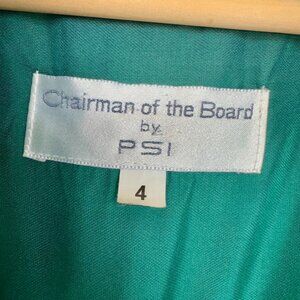 Chairman of the Board
by
PSI
4